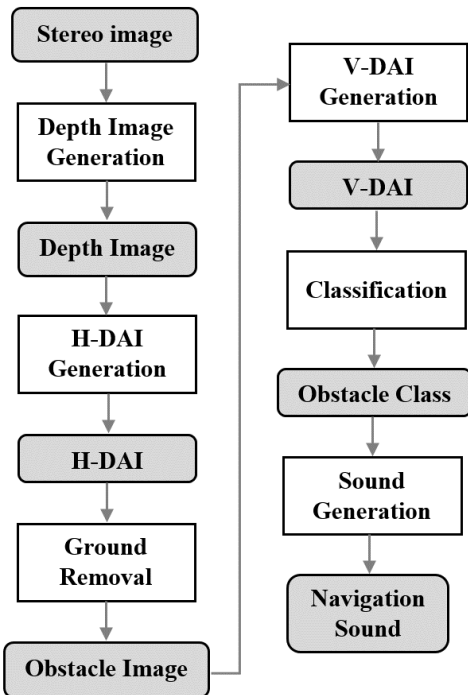 Stereo image
Depth Image
Generation
Depth Image
H-DAI
Generation
H-DAI
Ground
Removal
Obstacle Image
V-DAI
Generation
V-DAI
Classification
Obstacle Class
Sound
Generation
Navigation
Sound